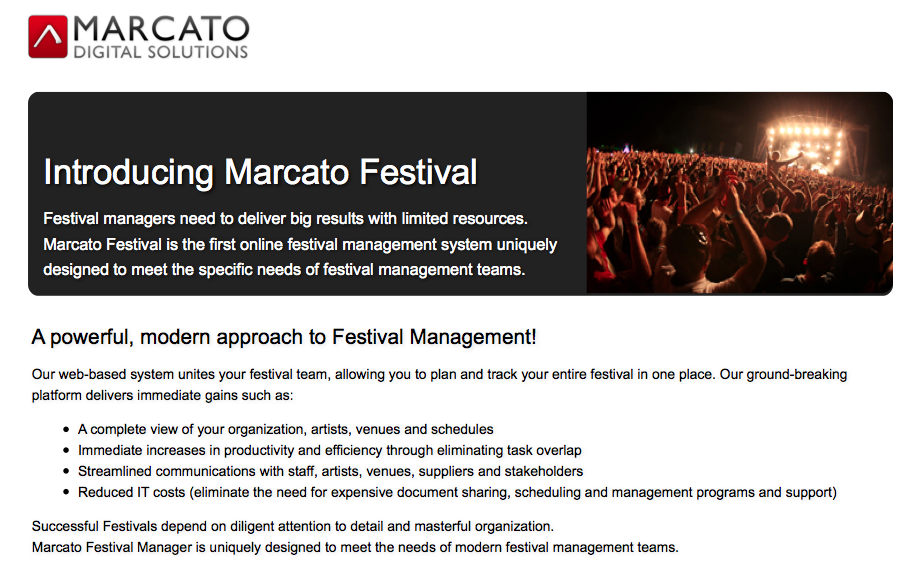 MARCATO
DIGITAL SOLUTIONS
Introducing Marcato Festival
Festival managers need to deliver big results with limited resources.
Marcato Festival is the first online festival management system uniquely
designed to meet the specific needs of festival management teams.
A powerful, modern approach to Festival Management!
Our web-based system unites your festival team, allowing you to plan and track your entire festival in one place. Our ground-breaking
platform delivers immediate gains such as:
• A complete view of your organization, artists, venues and schedules
• Immediate increases in productivity and efficiency through eliminating task overlap
• Streamlined communications with staff, artists, venues, suppliers and stakeholders
• Reduced IT costs (eliminate the need for expensive document sharing, scheduling and management programs and support)
Successful Festivals depend on diligent attention to detail and masterful organization.
Marcato Festival Manager is uniquely designed to meet the needs of modern festival management teams.